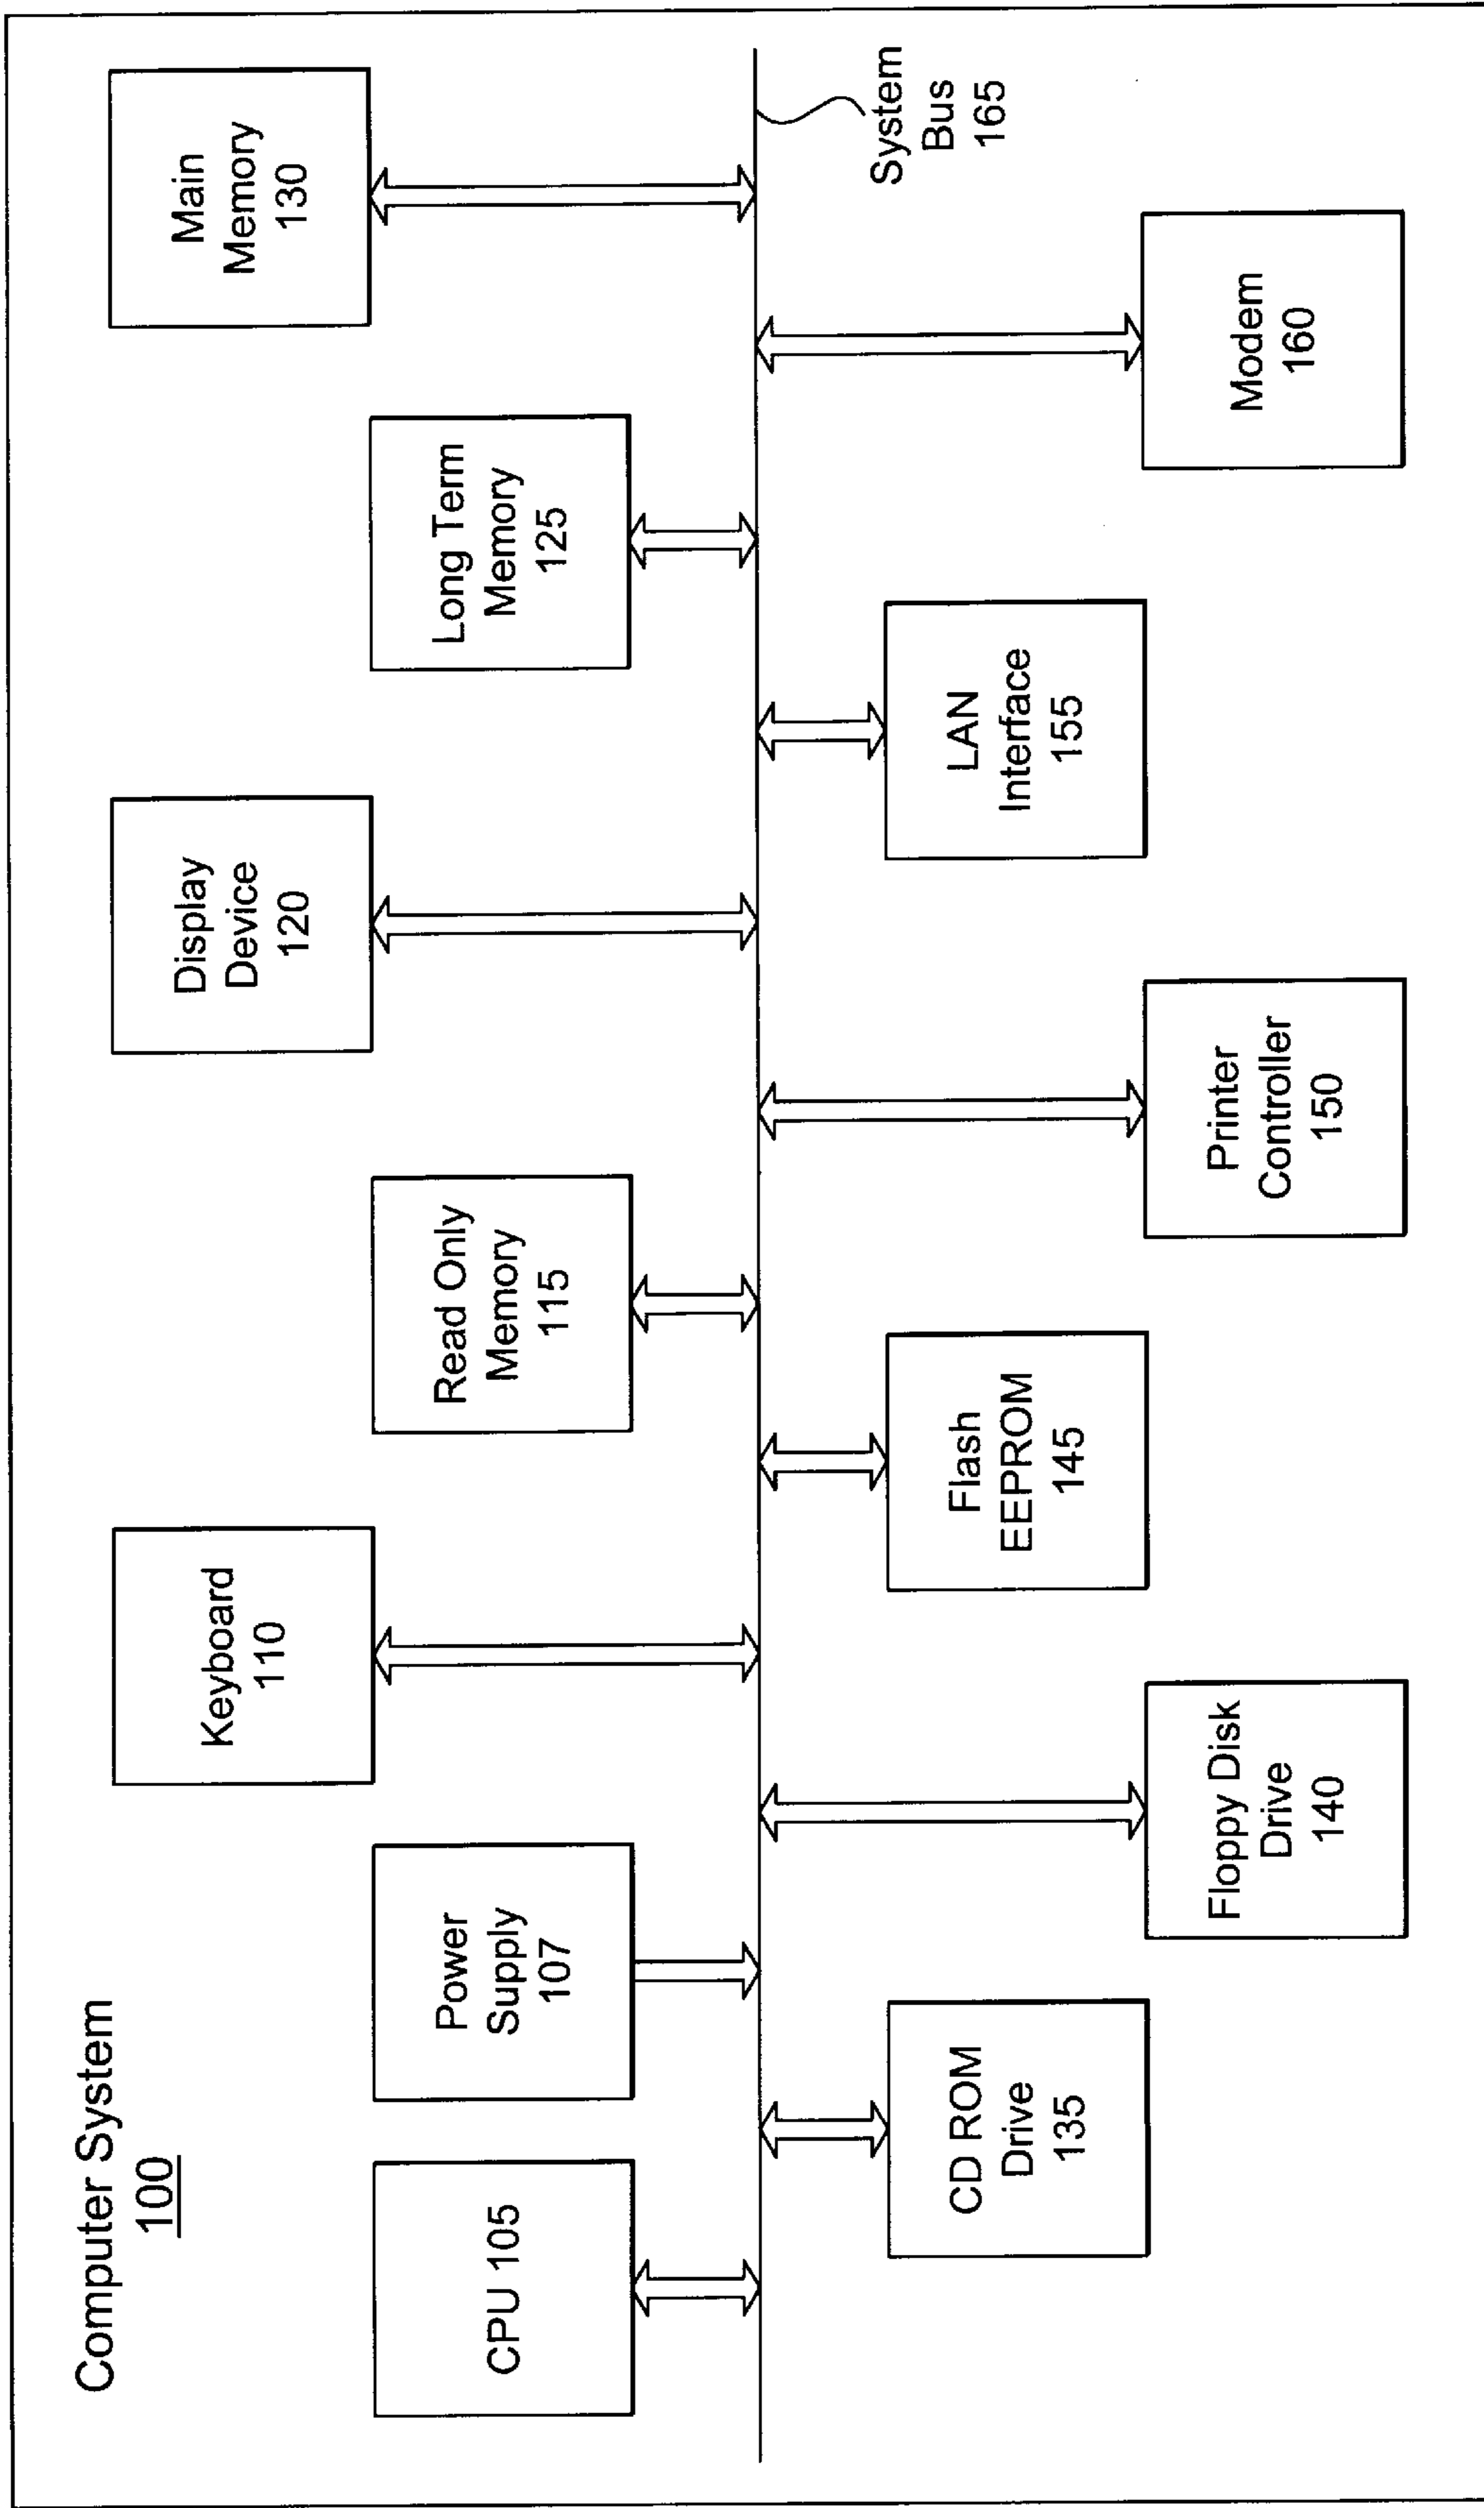 Computer System
100
CPU 105
Power
Supply
107
Keyboard
110
Read Only
Memory
115
Display
Device
120
Long Term
Memory
125
Main
Memory
130
CD ROM
Drive
135
Floppy Disk
Drive
140
Flash
EEPROM
145
Printer
Controller
150
LAN
Interface
155
Modem
160
System
Bus
165